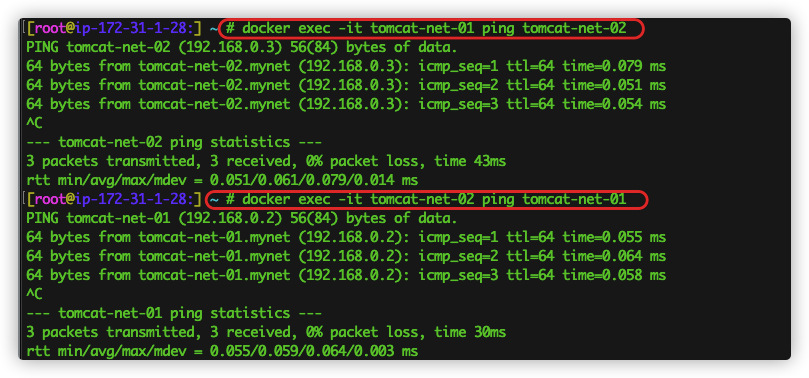 [root@ip-172-31-1-28:] ~ # docker exec -it tomcat-net-01 ping tomcat-net-02
PING tomcat-net-02 (192.168.0.3) 56(84) bytes of data.
64 bytes from tomcat-net-02.mynet (192.168.0.3): icmp_seq=1 ttl=64 time=0.079 ms
64 bytes from tomcat-net-02.mynet (192.168.0.3): icmp_seq=2 ttl=64 time=0.051 ms
64 bytes from tomcat-net-02.mynet (192.168.0.3): icmp_seq=3 ttl=64 time=0.054 ms
^C
--- tomcat-net-02 ping statistics ---
3 packets transmitted, 3 received, 0% packet loss, time 43ms
rtt min/avg/max/mdev = 0.051/0.061/0.079/0.014 ms
[root@ip-172-31-1-28:] ~ # docker exec -it tomcat-net-02 ping tomcat-net-01
PING tomcat-net-01 (192.168.0.2) 56(84) bytes of data.
64 bytes from tomcat-net-01.mynet (192.168.0.2): icmp_seq=1 ttl=64 time=0.055 ms
64 bytes from tomcat-net-01.mynet (192.168.0.2): icmp_seq=2 ttl=64 time=0.064 ms
64 bytes from tomcat-net-01.mynet (192.168.0.2): icmp_seq=3 ttl=64 time=0.058 ms
^C
--- tomcat-net-01 ping statistics ---
3 packets transmitted, 3 received, 0% packet loss, time 30ms
rtt min/avg/max/mdev = 0.055/0.059/0.064/0.003 ms